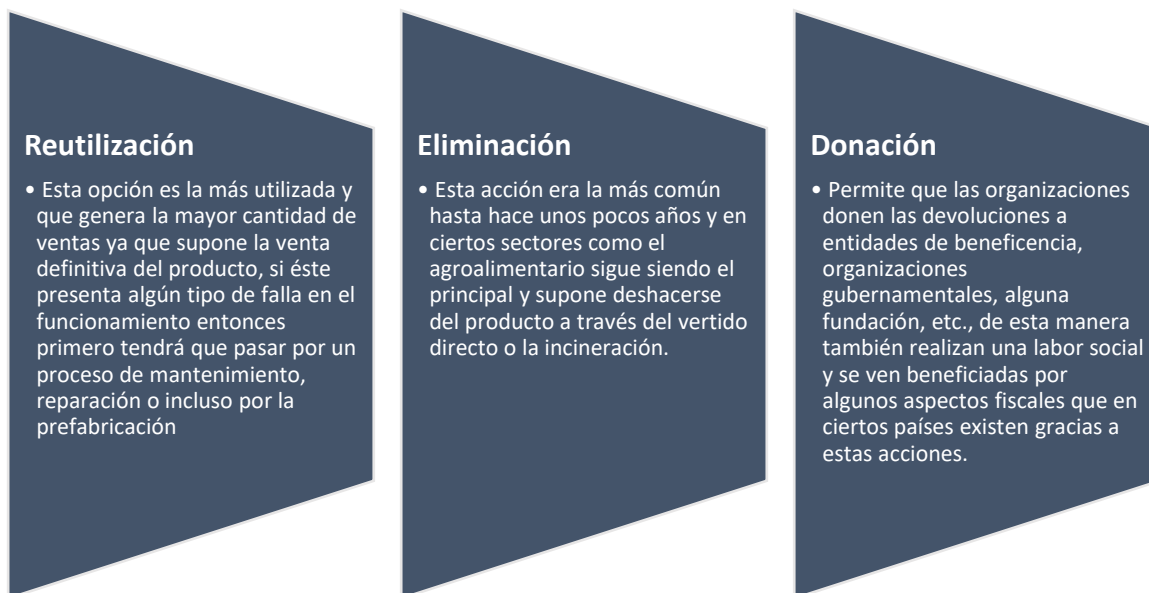 Reutilización
• Esta opción es la más utilizada y
que genera la mayor cantidad de
ventas ya que supone la venta
definitiva del producto, si éste
presenta algún tipo de falla en el
funcionamiento entonces
primero tendrá que pasar por un
proceso de mantenimiento,
reparación o incluso por la
prefabricación
Eliminación
• Esta acción era la más común
hasta hace unos pocos años y en
ciertos sectores como el
agroalimentario sigue siendo el
principal y supone deshacerse
del producto a través del vertido
directo o la incineración.
Donación
• Permite que las organizaciones
donen las devoluciones a
entidades de beneficencia,
organizaciones
gubernamentales, alguna
fundación, etc., de esta manera
también realizan una labor social
y se ven beneficiadas por
algunos aspectos fiscales que en
ciertos países existen gracias a
estas acciones.